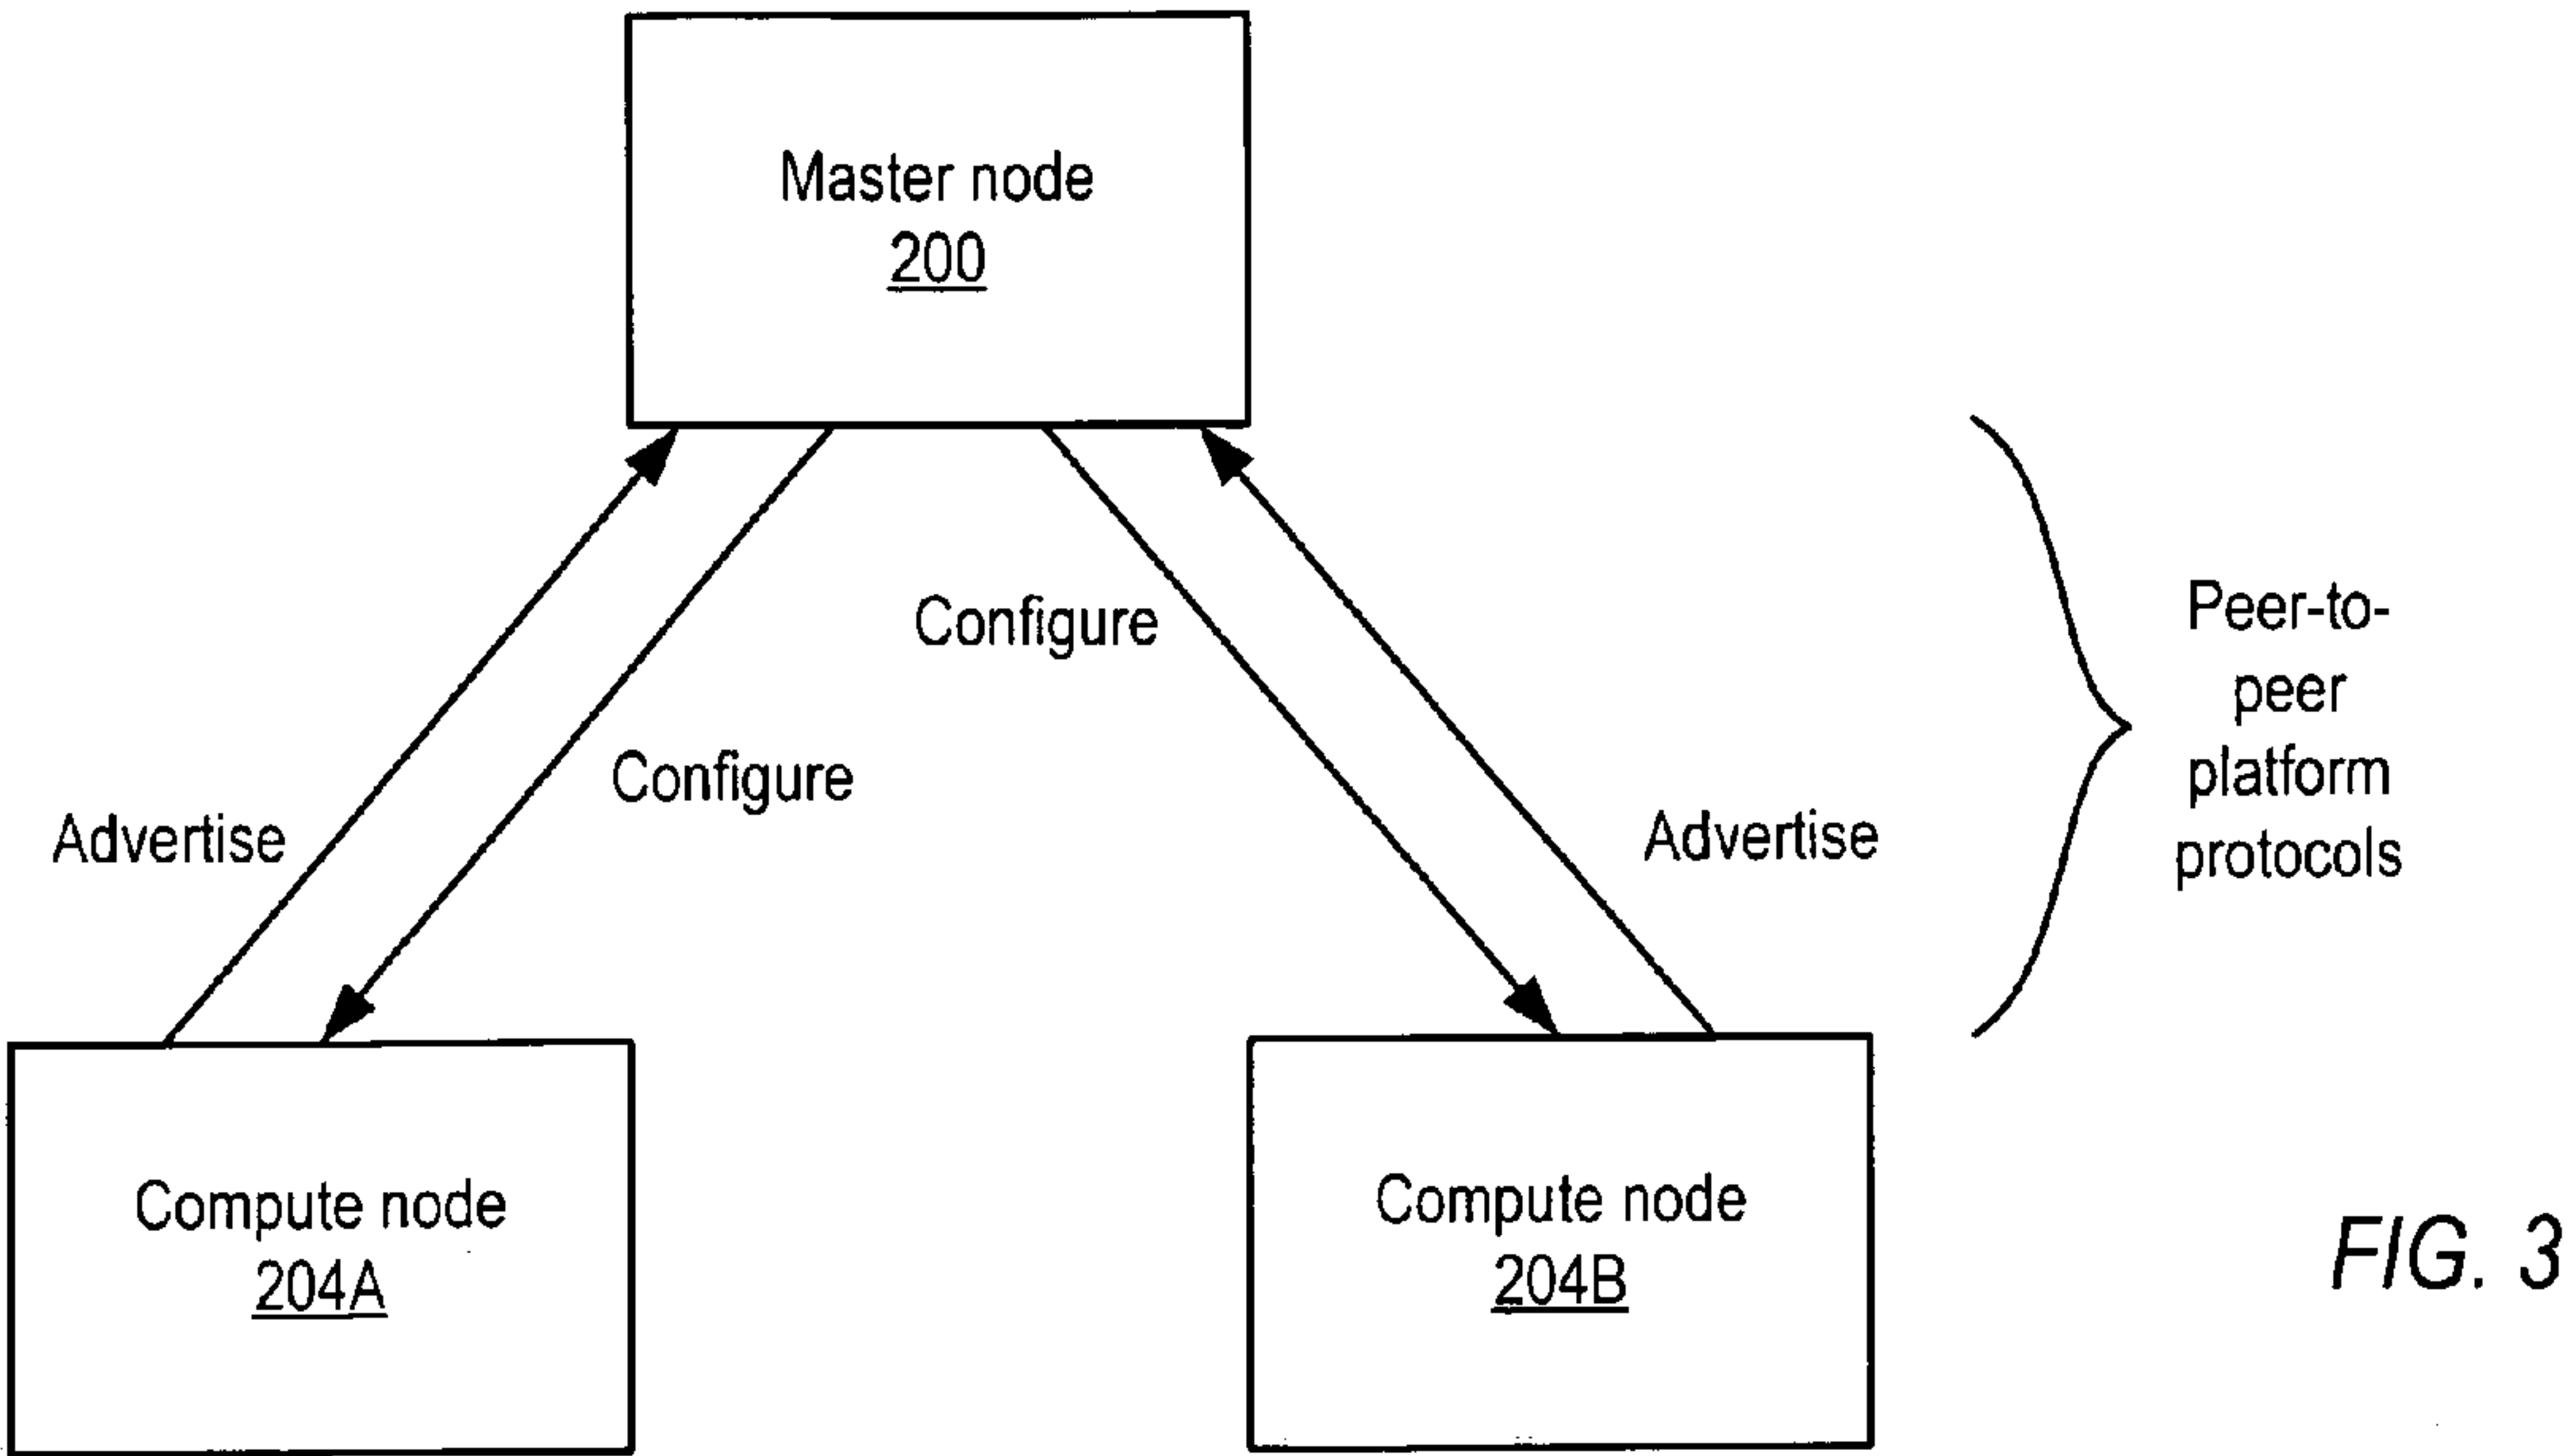 Master node
200
Configure
Configure
Advertise
Advertise
Peer-to-
peer
platform
protocols
Compute node
204A
Compute node
204B
FIG. 3